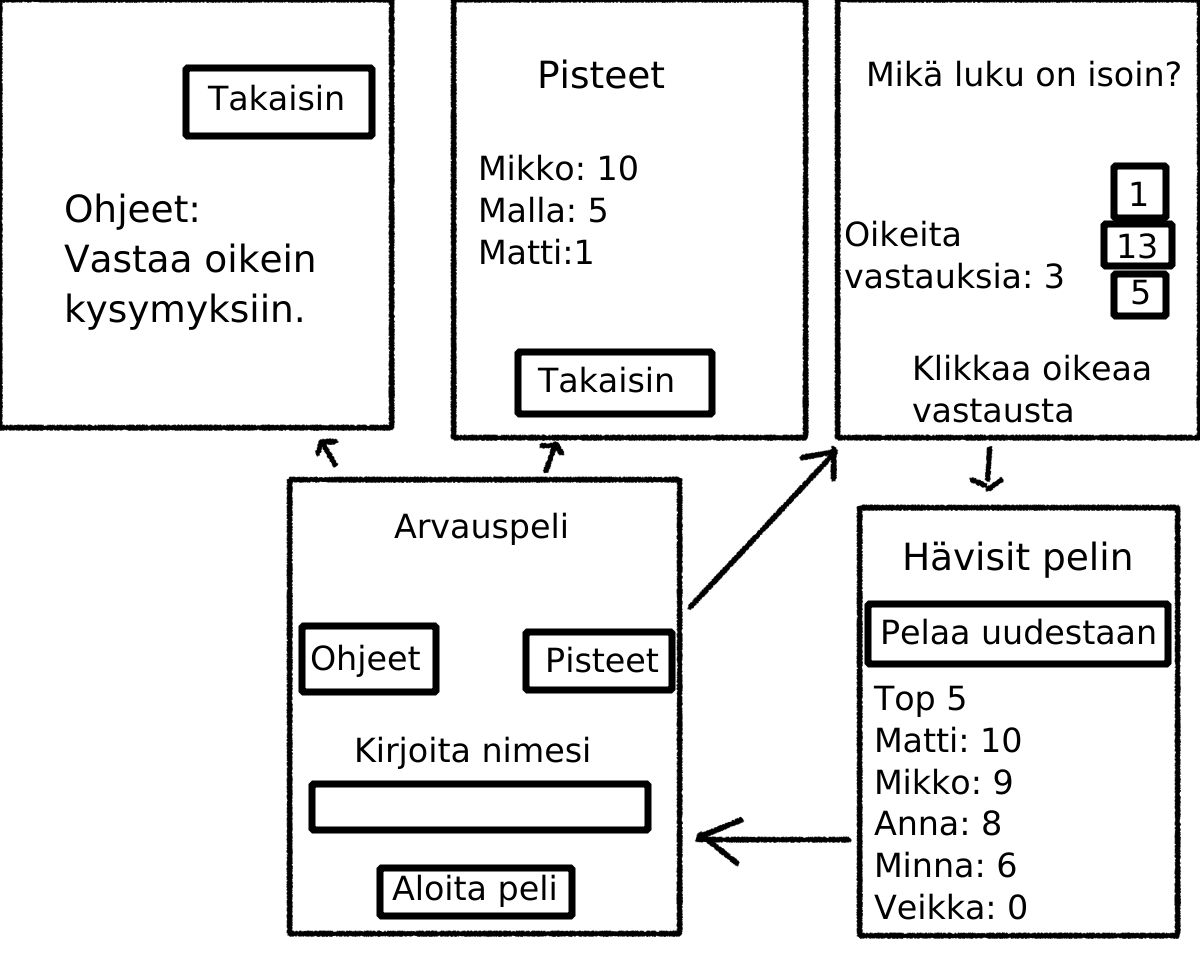 Takaisin
Ohjeet:
Vastaa oikein
kysymyksiin.
Pisteet
Mikko: 10
Malla: 5
Matti:1
Takaisin
Mikä luku on isoin?
1
13
5
Oikeita
vastauksia: 3
Klikkaa oikeaa
vastausta
Arvauspeli
Ohjeet
Pisteet
Kirjoita nimesi
Aloita peli
Hävisit pelin
Pelaa uudestaan
Top 5
Matti: 10
Mikko: 9
Anna: 8
Minna: 6
Veikka: 0